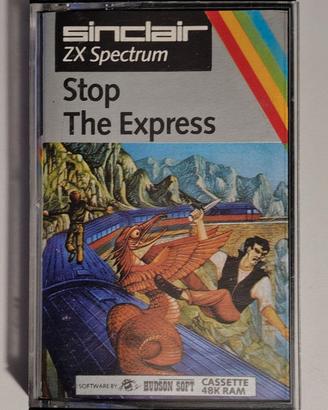 sinclair
ZX Spectrum
Stop
The Express
SOFTWARE BY HUDSON SOFT CASSETTE
48K RAM